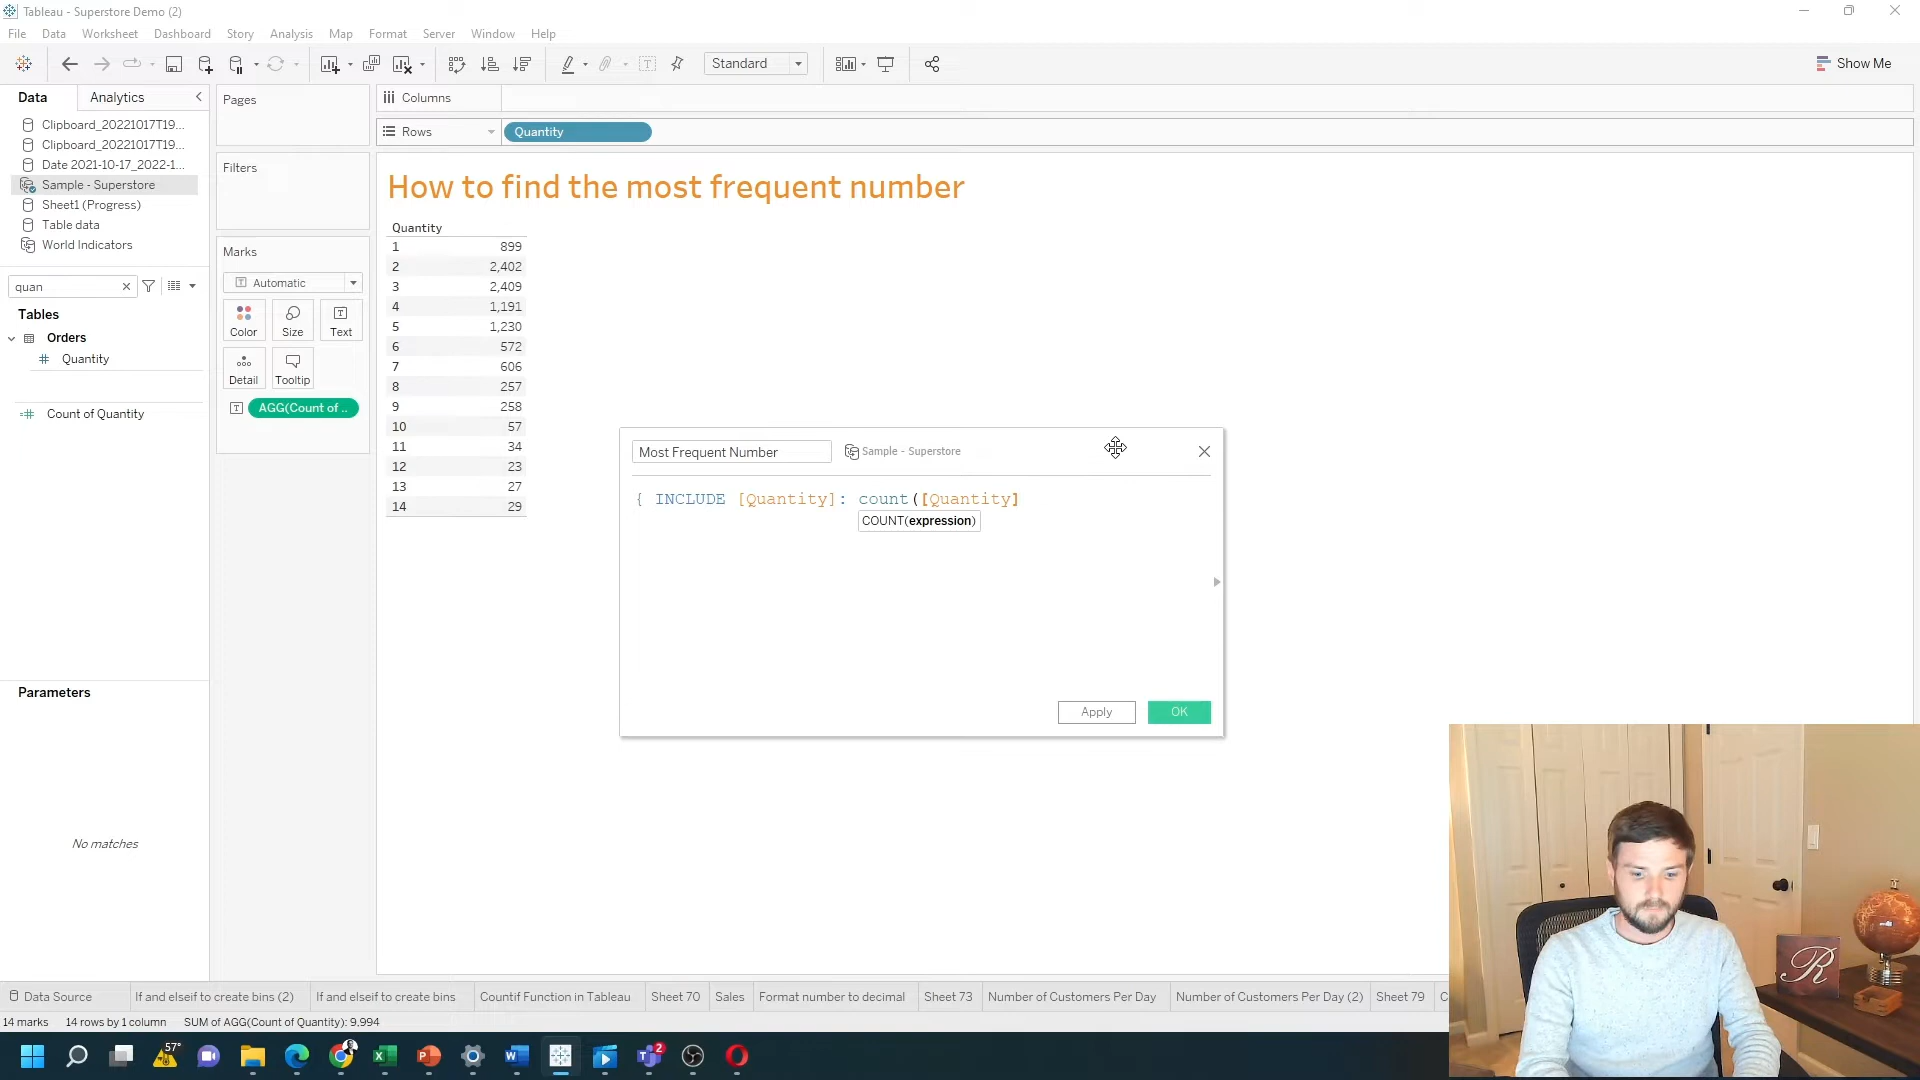 Tableau - Superstore Demo (2)
File Data Worksheet Dashboard Story Analysis Map Format Server Window Help
Standard
Show Me
Data Analytics
Pages
Columns
Rows
Quantity
Clipboard_20221017T19...
Clipboard_20221017T19...
Date 2021-10-17_2022-1...
Sample - Superstore
Sheet1 (Progress)
Table data
World Indicators
quan
Tables
Orders
Quantity
Count of Quantity
Parameters
No matches
Filters
Marks
Automatic
Color Size Text
Detail Tooltip
AGG(Count of ..
How to find the most frequent number
Quantity
1 899
2 2,402
3 2,409
4 1,191
5 1,230
6 572
7 606
8 257
9 258
10 57
11 34
12 23
13 27
14 29
Most Frequent Number
Sample - Superstore
{ INCLUDE [Quantity]: count([Quantity]
COUNT(expression)
Apply OK
R
Data Source If and elseif to create bins (2) If and elseif to create bins Countif Function in Tableau Sheet 70 Sales Format number to decimal Sheet 73 Number of Customers Per Day Number of Customers Per Day (2) Sheet 79 C
14 marks 14 rows by 1 column SUM of AGG(Count of Quantity): 9,994
57°
2